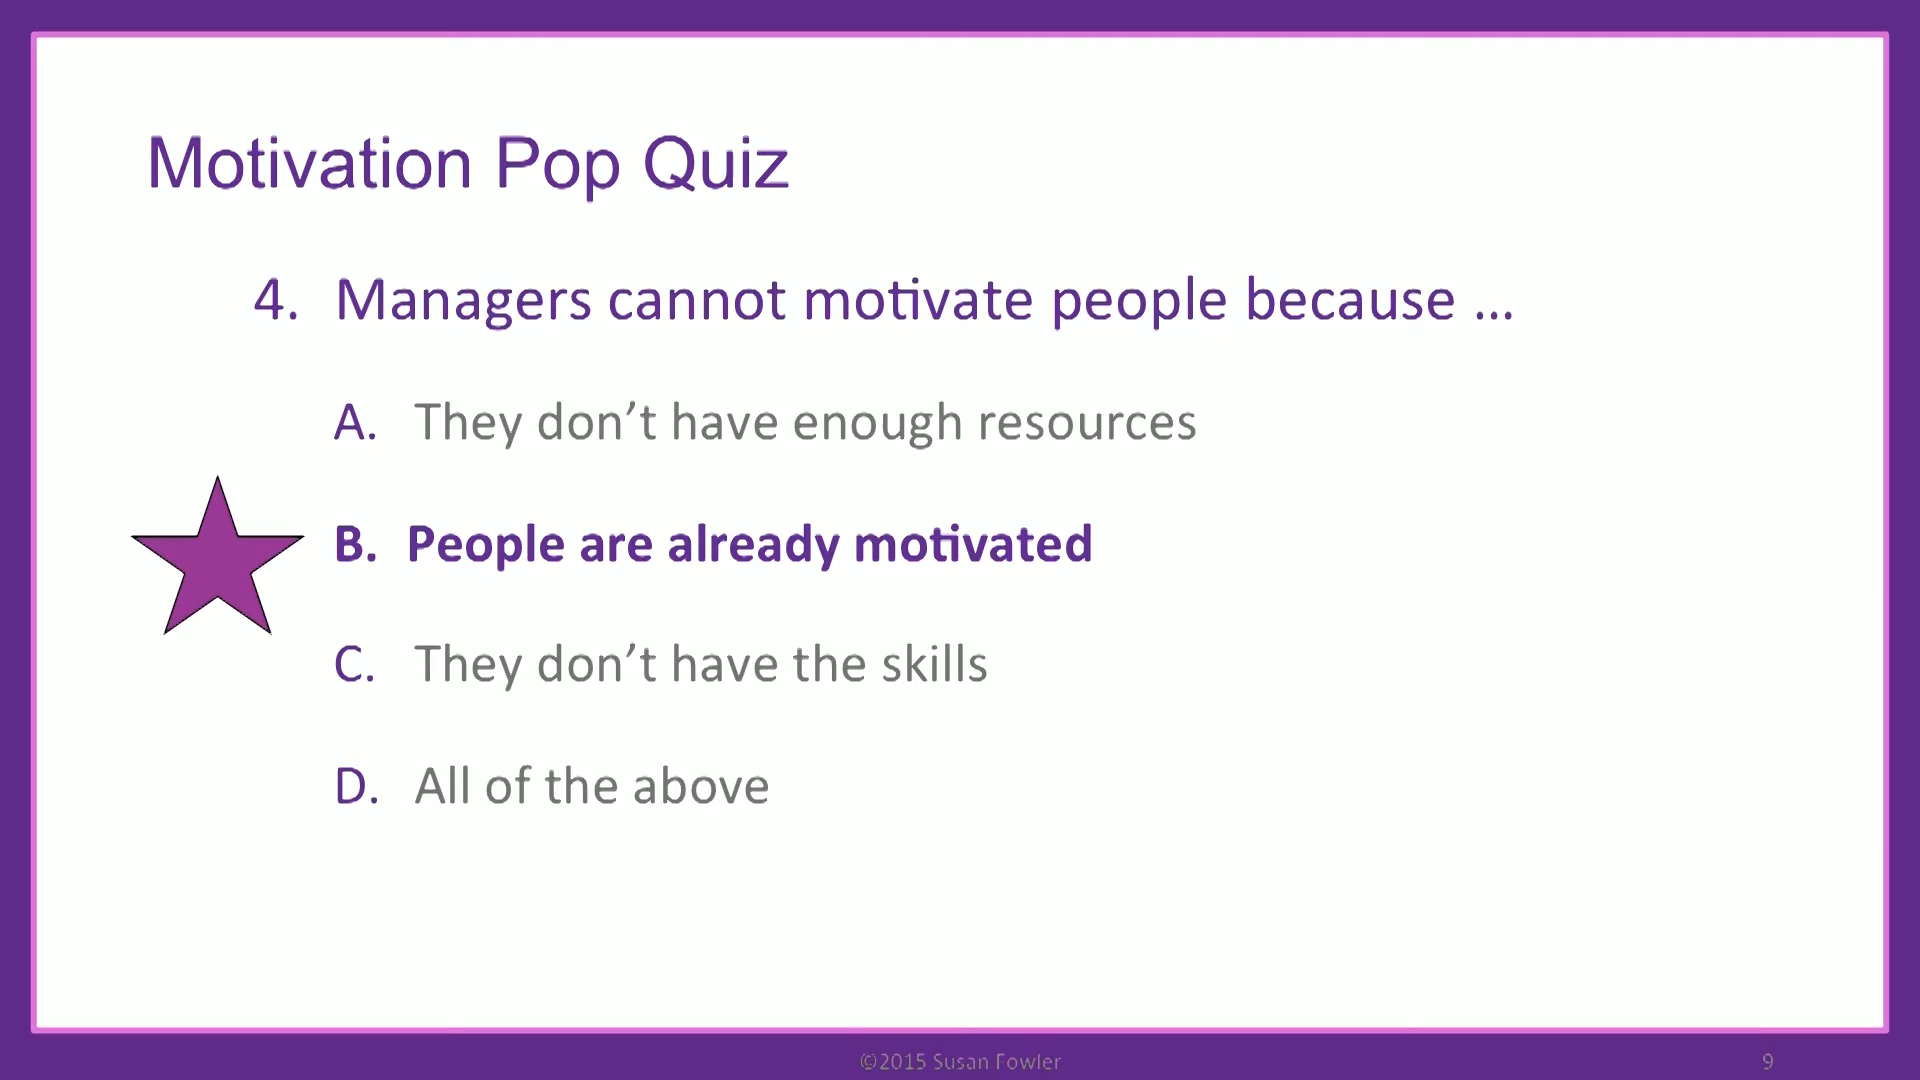 Motivation Pop Quiz
4. Managers cannot motivate people because ...
A. They don’t have enough resources
B. People are already motivated
C. They don’t have the skills
D. All of the above
©2015 Susan Fowler
9